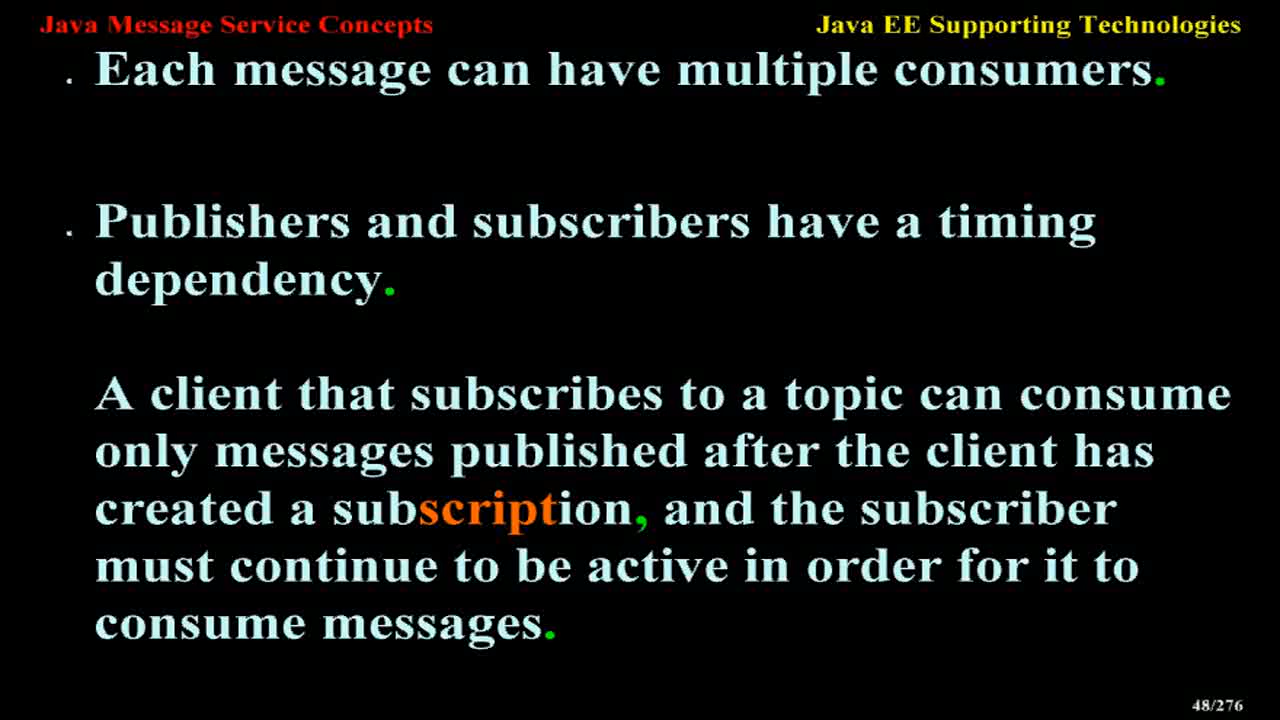 Java Message Service Concepts
Java EE Supporting Technologies
. Each message can have multiple consumers.
. Publishers and subscribers have a timing
dependency.
A client that subscribes to a topic can consume
only messages published after the client has
created a subscription, and the subscriber
must continue to be active in order for it to
consume messages.
48/276